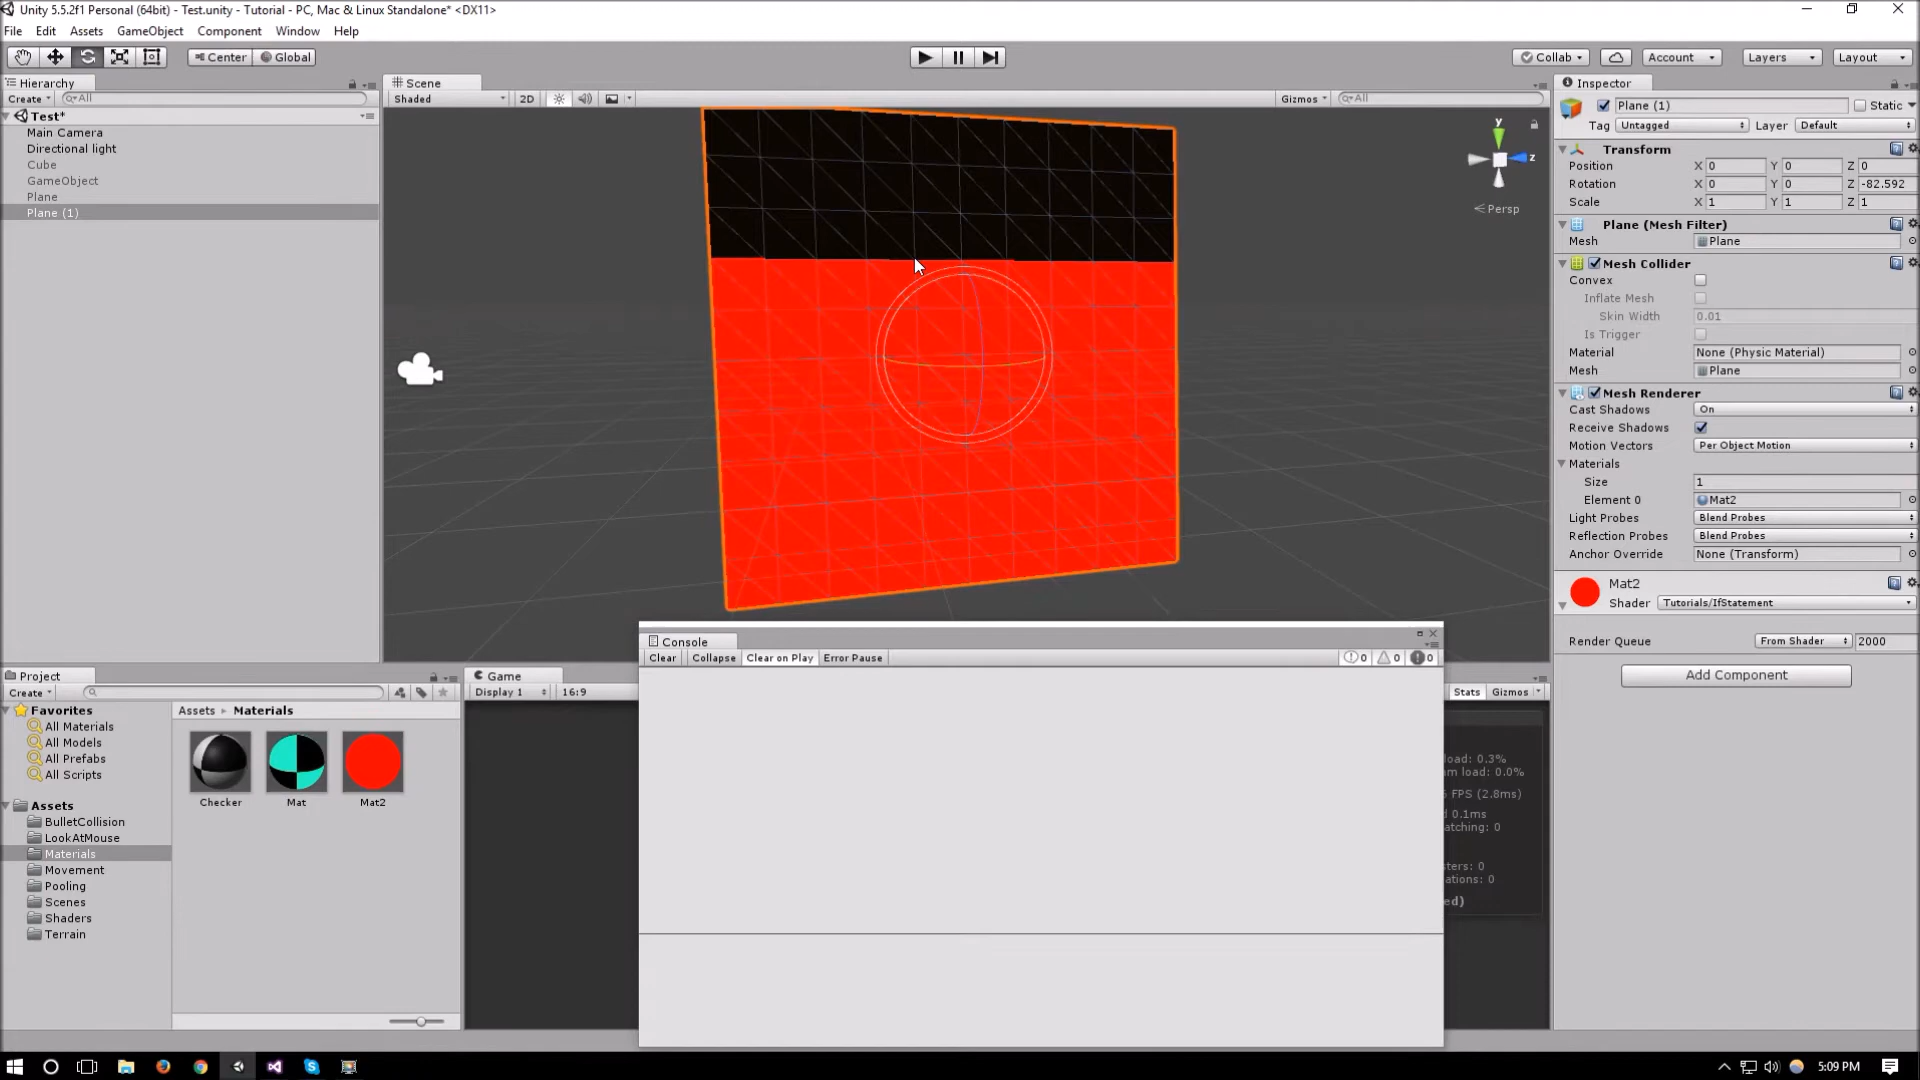 Unity 5.5.2f1 Personal (64bit) - Test.unity - Tutorial - PC, Mac & Linux Standalone* <DX11>
File Edit Assets GameObject Component Window Help
Center Global Collab Account Layers Layout
Hierarchy
Create All
Test*
Main Camera
Directional light
Cube
GameObject
Plane
Plane (1)
Scene
Shaded 2D Gizmos All
y
z
Persp
Inspector
Plane (1) Static
Tag Untagged Layer Default
Transform
Position X 0 Y 0 Z 0
Rotation X 0 Y 0 Z -82.592
Scale X 1 Y 1 Z 1
Plane (Mesh Filter)
Mesh Plane
Mesh Collider
Convex
Inflate Mesh
Skin Width 0.01
Is Trigger
Material None (Physic Material)
Mesh Plane
Mesh Renderer
Cast Shadows On
Receive Shadows
Motion Vectors Per Object Motion
Materials
Size 1
Element 0 Mat2
Light Probes Blend Probes
Reflection Probes Blend Probes
Anchor Override None (Transform)
Mat2
Shader Tutorials/IfStatement
Render Queue From Shader 2000
Add Component
Project
Create
Favorites
All Materials
All Models
All Prefabs
All Scripts
Assets
BulletCollision
LookAtMouse
Materials
Movement
Pooling
Scenes
Shaders
Terrain
Assets Materials
Checker Mat Mat2
Game
Display 1 16:9
Console
Clear Collapse Clear on Play Error Pause 0 0 0
Stats Gizmos
load: 0.3%
m load: 0.0%
FPS (2.8ms)
d 0.1ms
atching: 0
ters: 0
ations: 0
ed)
5:09 PM